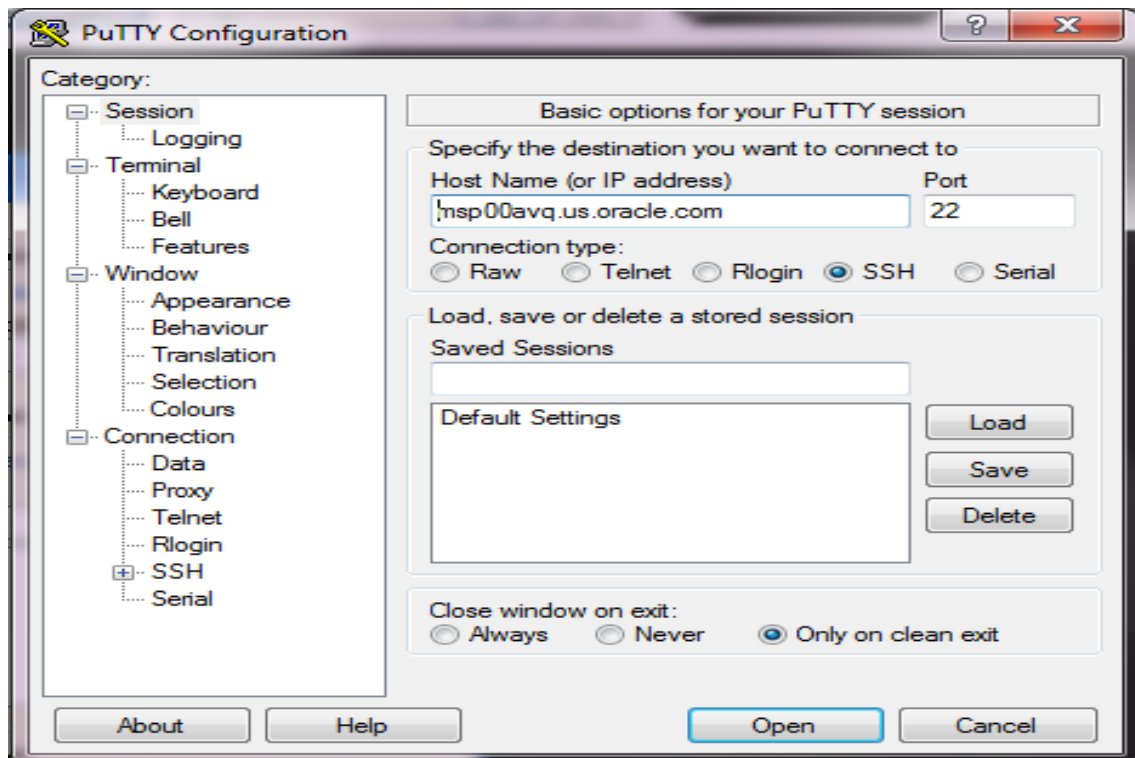 PuTTY Configuration
Category:
Session
Logging
Terminal
Keyboard
Bell
Features
Window
Appearance
Behaviour
Translation
Selection
Colours
Connection
Data
Proxy
Telnet
Rlogin
SSH
Serial
Basic options for your PuTTY session
Specify the destination you want to connect to
Host Name (or IP address) Port
msp00avq.us.oracle.com 22
Connection type:
Raw Telnet Rlogin SSH Serial
Load, save or delete a stored session
Saved Sessions
Default Settings
Load
Save
Delete
Close window on exit:
Always Never Only on clean exit
About Help Open Cancel